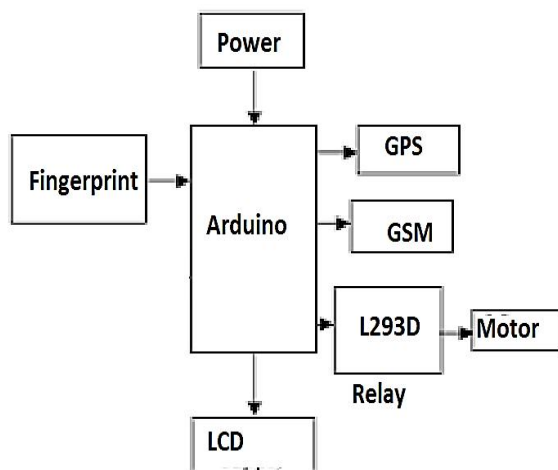 Power
Fingerprint
Arduino
GPS
GSM
L293D
Motor
Relay
LCD